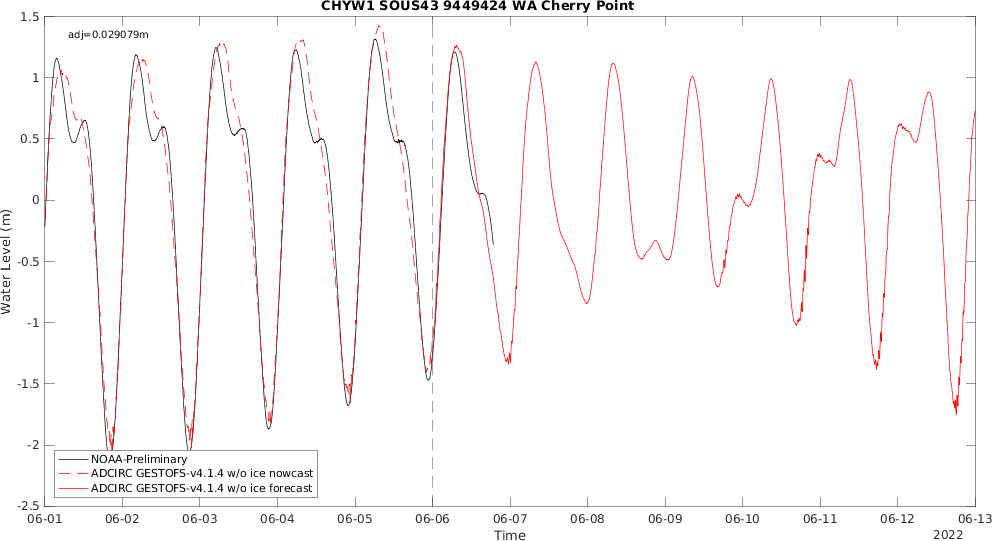 CHYW1 SOUS43 9449424 WA Cherry Point
adj=0.029079m
1.5
1
0.5
0
-0.5
-1
-1.5
-2
-2.5
Water Level (m)
NOAA-Preliminary
ADCIRC GESTOFS-v4.1.4 w/o ice nowcast
ADCIRC GESTOFS-v4.1.4 w/o ice forecast
06-01 06-02 06-03 06-04 06-05 06-06 06-07 06-08 06-09 06-10 06-11 06-12 06-13
Time
2022